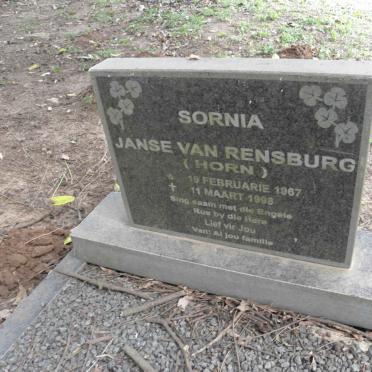 SORNIA
JANSE VAN RENSBURG
( HORN )
* 19 FEBRUARIE 1967
✝ 11 MAART 1998
Sing saam met die Engele
Rus by die Here
Lief vir Jou
Van: Al jou familie